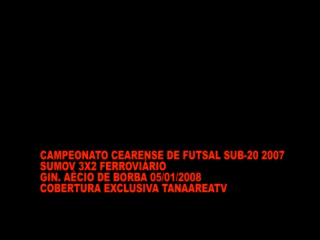 CAMPEONATO CEARENSE DE FUTSAL SUB-20 2007
SUMOV 3X2 FERROVIÁRIO
GIN. AÉCIO DE BORBA 05/01/2008
COBERTURA EXCLUSIVA TANAAREATV